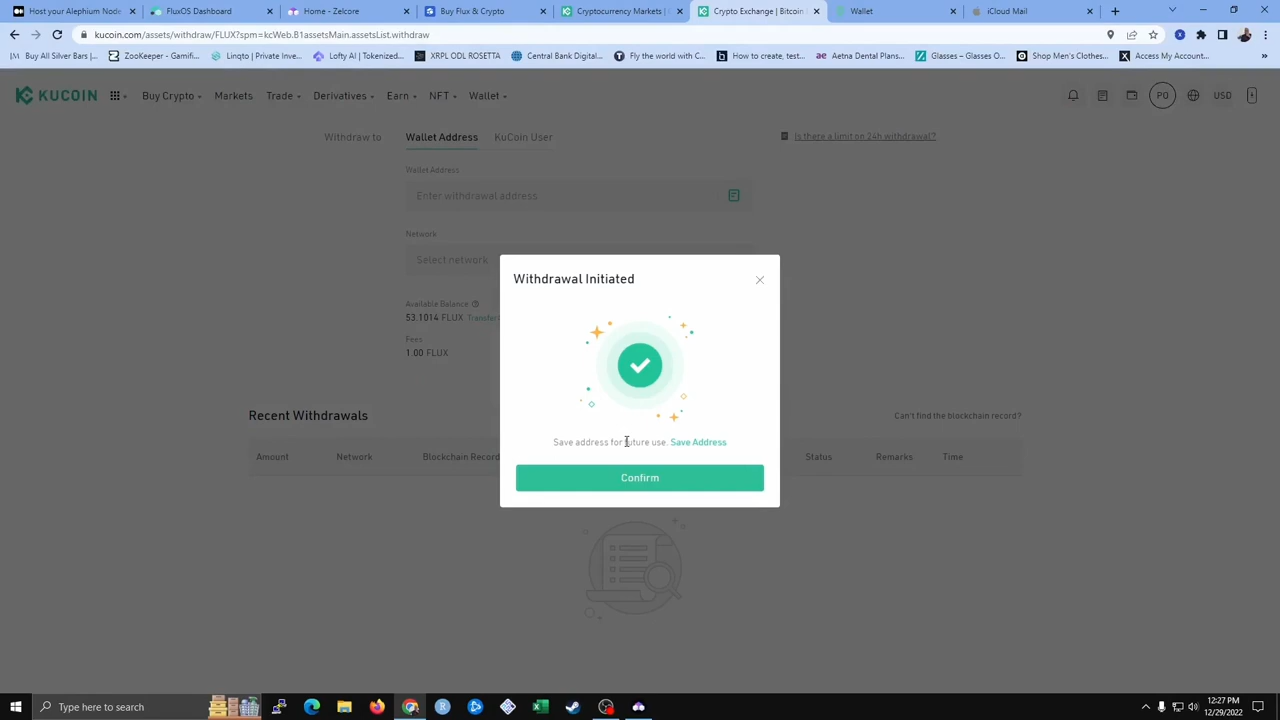 Host your Alephium Node
FluxOS Dashboard
Home - Zelcore
Buy Flux & Crypto
Cryptocurrency Markets |
Crypto Exchange | Bitcoin
Wallet
iCloud Mail
kucoin.com/assets/withdraw/FLUX?spm=kcWeb.B1assetsMain.assetsList.withdraw
Buy All Silver Bars |...
ZooKeeper - Gamifi...
Linqto | Private Inve...
Lofty AI | Tokenized...
XRPL ODL ROSETTA
Central Bank Digital...
Fly the world with C...
How to create, test...
Aetna Dental Plans...
Glasses – Glasses O...
Shop Men's Clothes...
Access My Account...
KUCOIN
Buy Crypto
Markets
Trade
Derivatives
Earn
NFT
Wallet
PO
USD
Withdraw to
Wallet Address
KuCoin User
Is there a limit on 24h withdrawal?
Wallet Address
Enter withdrawal address
Network
Select network
Withdrawal Initiated
Available Balance
53.1014 FLUX Transfer
Fees
1.00 FLUX
Recent Withdrawals
Can't find the blockchain record?
Save address for future use. Save Address
Amount
Network
Blockchain Record
Status
Remarks
Time
Confirm
Type here to search
12:27 PM
12/29/2022